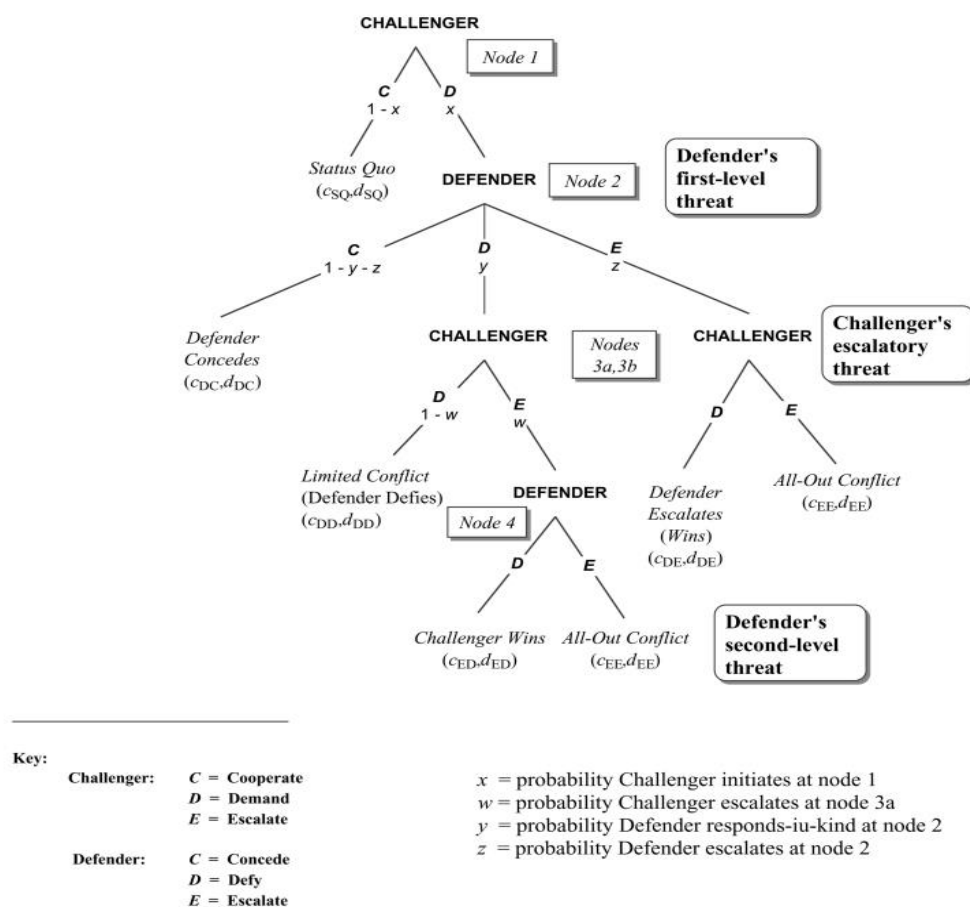 CHALLENGER
Node 1
C D
1 - x x
Status Quo
(cSQ,dSQ)
DEFENDER
Node 2
Defender's
first-level
threat
C D E
1 - y - z y z
Defender
Concedes
(cDC,dDC)
CHALLENGER
Nodes
3a,3b
CHALLENGER
Challenger's
escalatory
threat
D E
1 - w w
D E
Limited Conflict
(Defender Defies)
(cDD,dDD)
DEFENDER
Node 4
Defender
Escalates
(Wins)
(cDE,dDE)
All-Out Conflict
(cEE,dEE)
D E
Challenger Wins
(cED,dED)
All-Out Conflict
(cEE,dEE)
Defender's
second-level
threat
Key:
Challenger: C = Cooperate
D = Demand
E = Escalate
Defender: C = Concede
D = Defy
E = Escalate
x = probability Challenger initiates at node 1
w = probability Challenger escalates at node 3a
y = probability Defender responds-iu-kind at node 2
z = probability Defender escalates at node 2